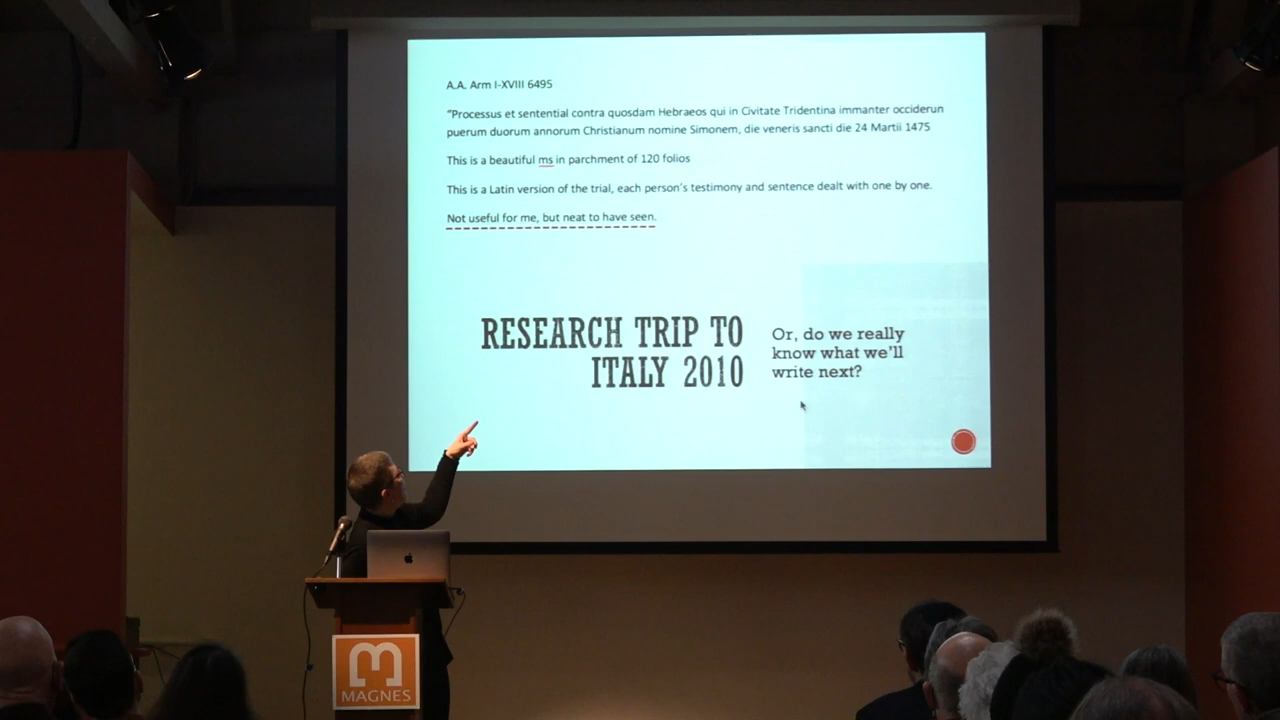 A.A. Arm I-XVIII 6495
"Processus et sentential contra quosdam Hebraeos qui in Civitate Tridentina immanter occiderun
puerum duorum annorum Christianum nomine Simonem, die veneris sancti die 24 Martii 1475
This is a beautiful ms in parchment of 120 folios
This is a Latin version of the trial, each person's testimony and sentence dealt with one by one.
Not useful for me, but neat to have seen.
RESEARCH TRIP TO
ITALY 2010
Or, do we really
know what we'll
write next?
MAGNES